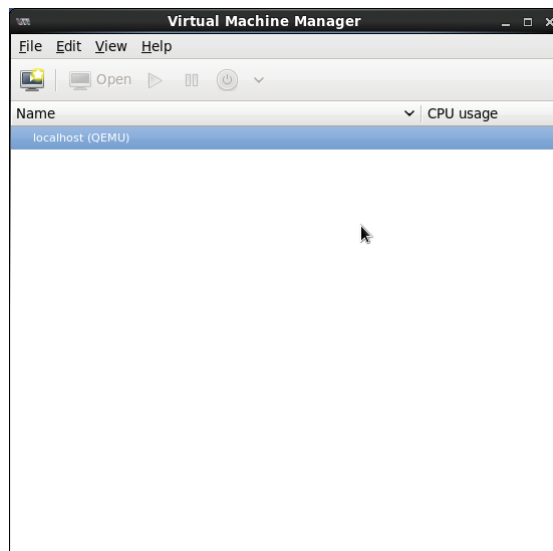 Virtual Machine Manager
File Edit View Help
Open
Name CPU usage
localhost (QEMU)